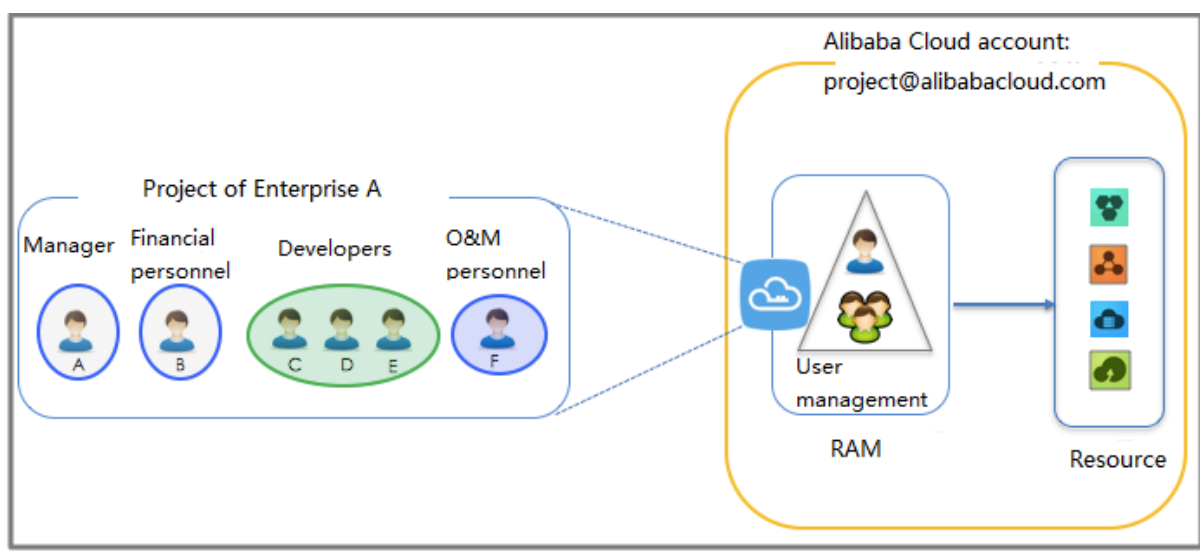 Alibaba Cloud account:
project@alibabacloud.com
Project of Enterprise A
Manager
Financial
personnel
Developers
O&M
personnel
A
B
C
D
E
F
User
management
RAM
Resource